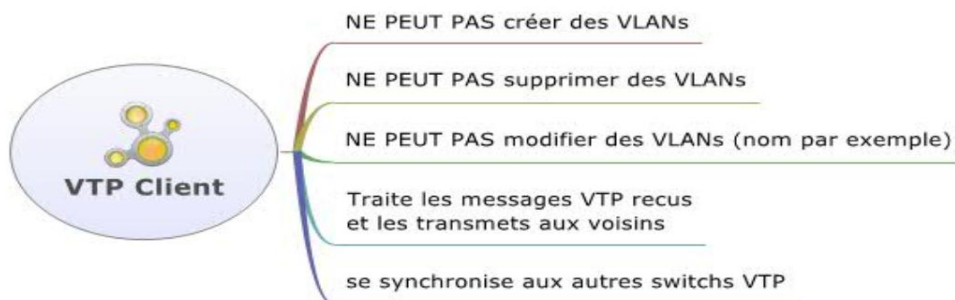 NE PEUT PAS créer des VLANs
NE PEUT PAS supprimer des VLANs
NE PEUT PAS modifier des VLANs (nom par exemple)
VTP Client
Traite les messages VTP recus
et les transmets aux voisins
se synchronise aux autres switchs VTP